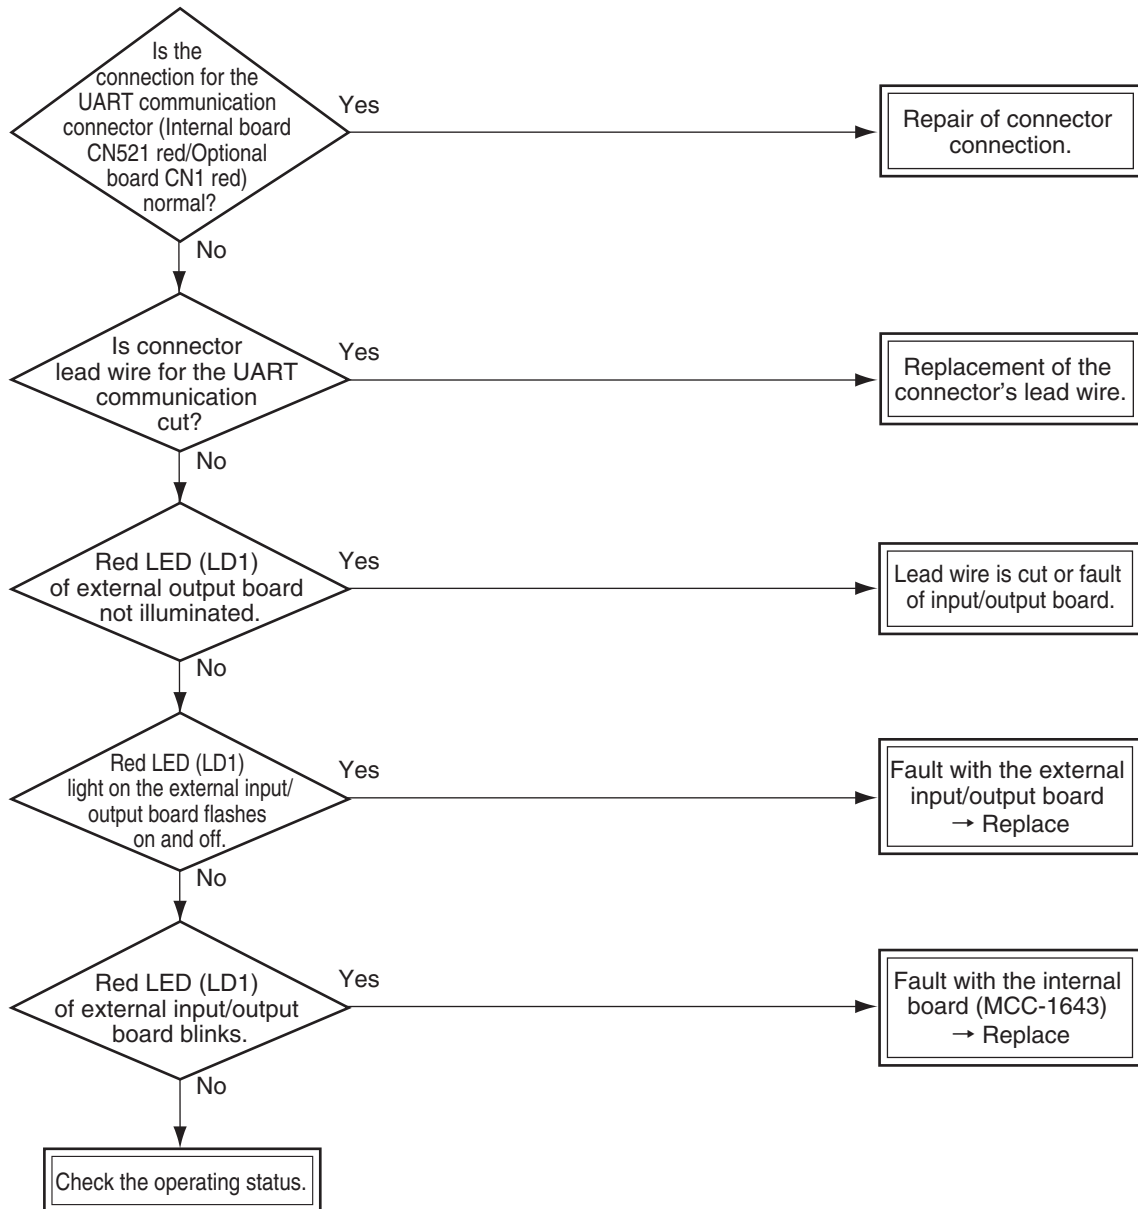 Is the
connection for the
UART communication
connector (Internal board
CN521 red/Optional
board CN1 red)
normal?
Yes
Repair of connector
connection.
No
Is connector
lead wire for the UART
communication
cut?
Yes
Replacement of the
connector's lead wire.
No
Red LED (LD1)
of external output board
not illuminated.
Yes
Lead wire is cut or fault
of input/output board.
No
Red LED (LD1)
light on the external input/
output board flashes
on and off.
Yes
Fault with the external
input/output board
→ Replace
No
Red LED (LD1)
of external input/output
board blinks.
Yes
Fault with the internal
board (MCC-1643)
→ Replace
No
Check the operating status.